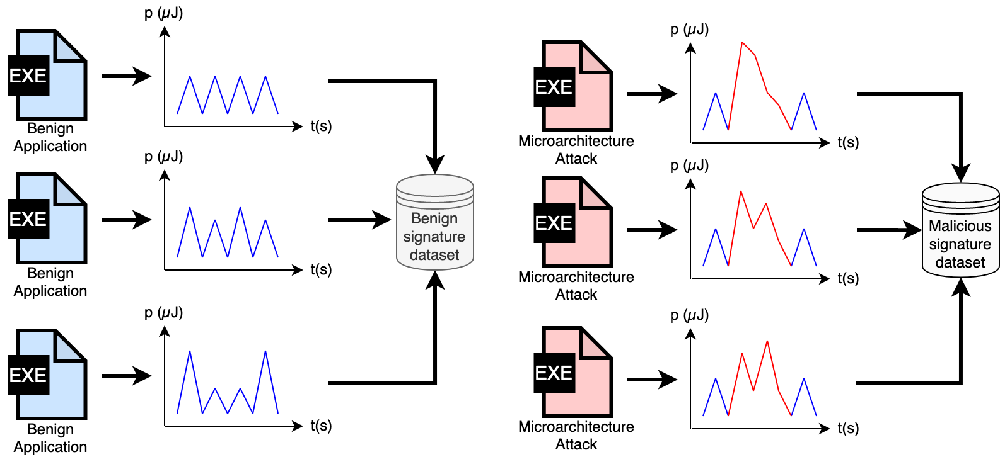 p (µJ)
EXE
t(s)
Benign
Application
p (µJ)
EXE
t(s)
Benign
Application
p (µJ)
EXE
t(s)
Benign
Application
Benign
signature
dataset
p (µJ)
EXE
t(s)
Microarchitecture
Attack
p (µJ)
EXE
t(s)
Microarchitecture
Attack
p (µJ)
EXE
t(s)
Microarchitecture
Attack
Malicious
signature
dataset